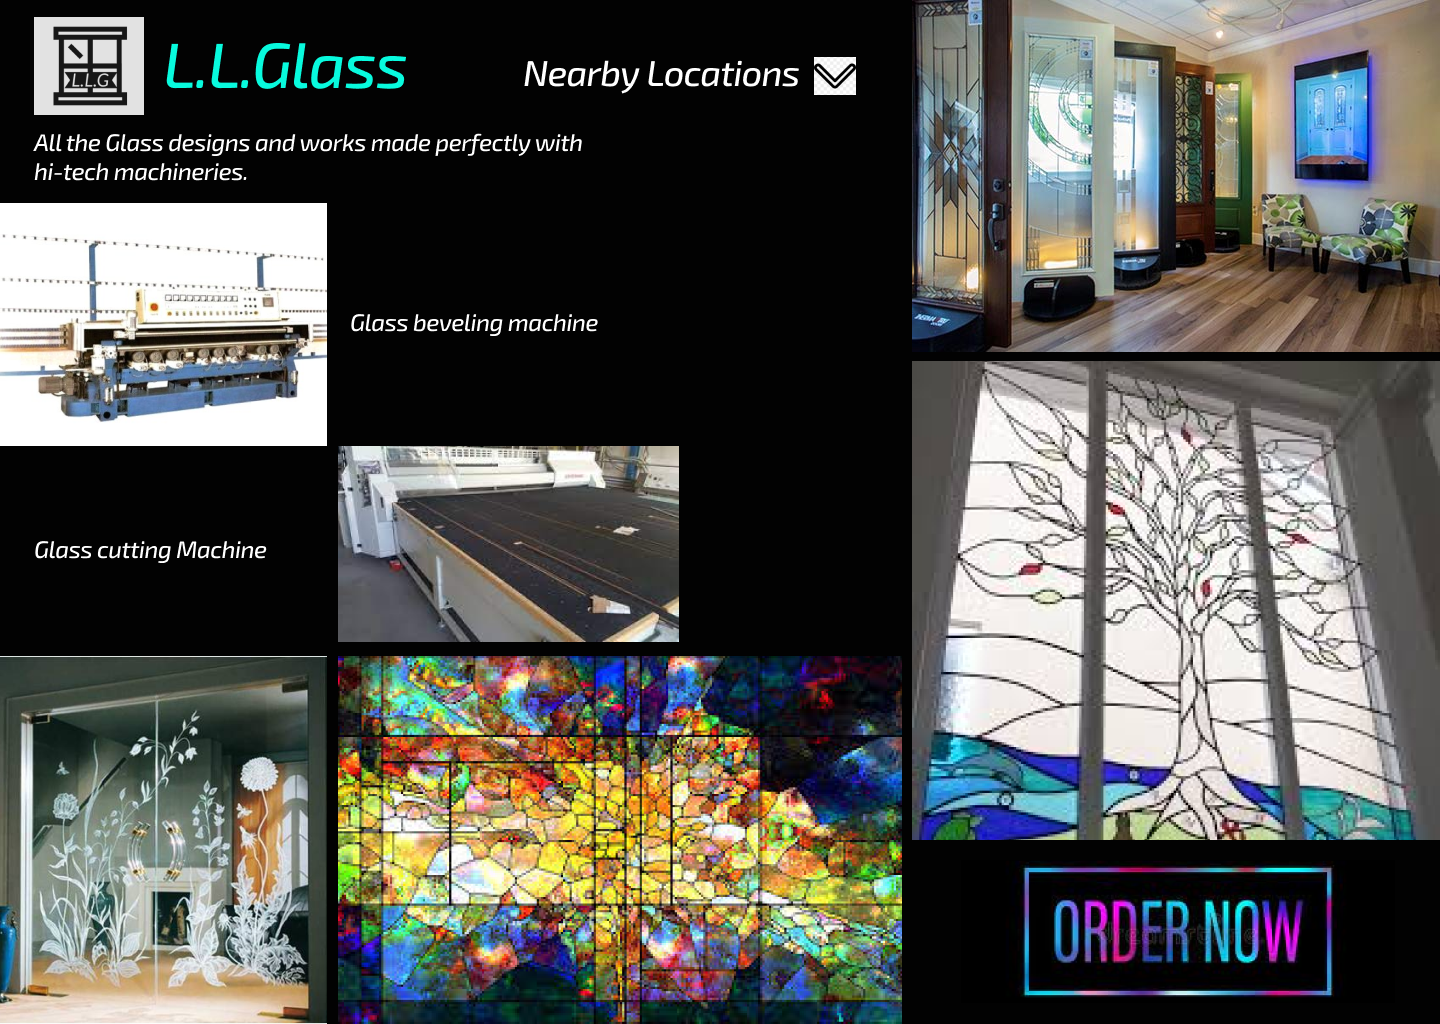 L.L.G
L.L.Glass
Nearby Locations
All the Glass designs and works made perfectly with
hi-tech machineries.
Glass beveling machine
Glass cutting Machine
ORDER NOW